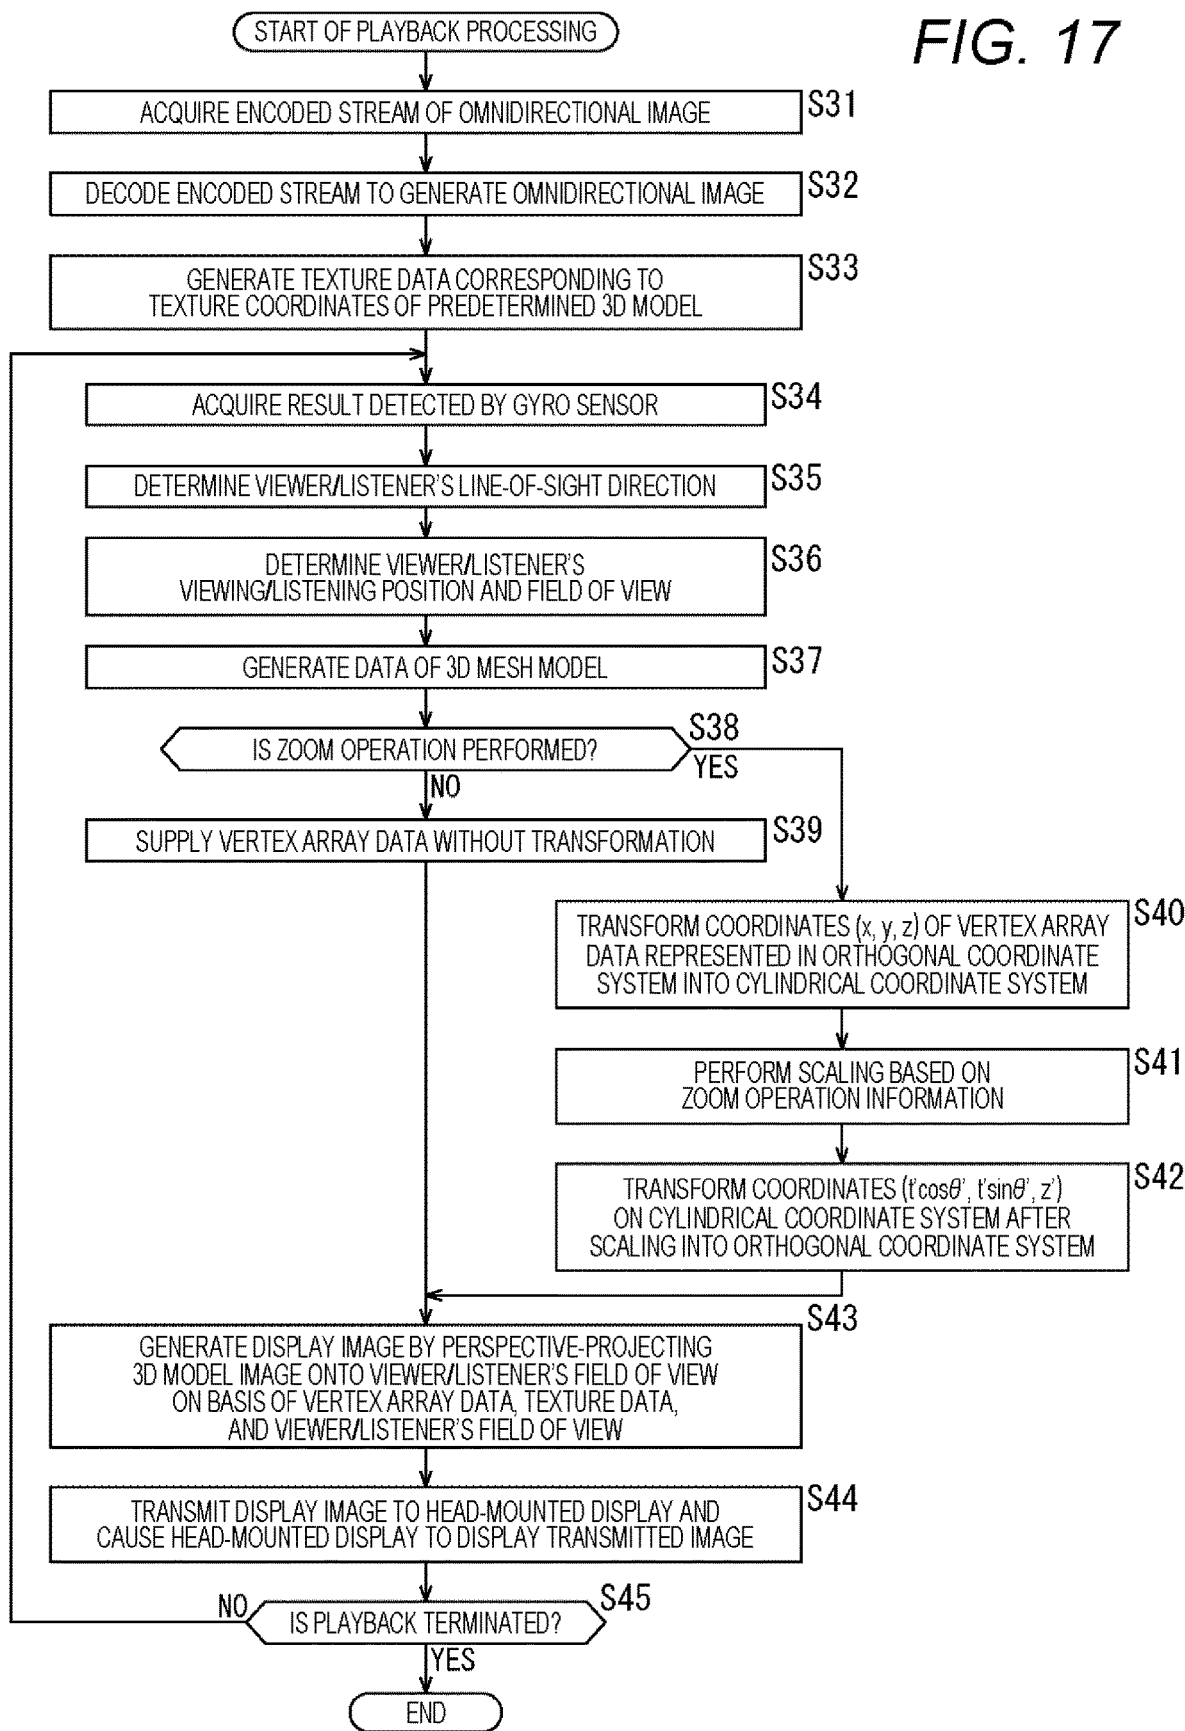 FIG. 17
START OF PLAYBACK PROCESSING
S31
ACQUIRE ENCODED STREAM OF OMNIDIRECTIONAL IMAGE
S32
DECODE ENCODED STREAM TO GENERATE OMNIDIRECTIONAL IMAGE
S33
GENERATE TEXTURE DATA CORRESPONDING TO
TEXTURE COORDINATES OF PREDETERMINED 3D MODEL
S34
ACQUIRE RESULT DETECTED BY GYRO SENSOR
S35
DETERMINE VIEWER/LISTENER'S LINE-OF-SIGHT DIRECTION
S36
DETERMINE VIEWER/LISTENER'S
VIEWING/LISTENING POSITION AND FIELD OF VIEW
S37
GENERATE DATA OF 3D MESH MODEL
S38
IS ZOOM OPERATION PERFORMED?
YES
NO
S39
SUPPLY VERTEX ARRAY DATA WITHOUT TRANSFORMATION
S40
TRANSFORM COORDINATES (x, y, z) OF VERTEX ARRAY
DATA REPRESENTED IN ORTHOGONAL COORDINATE
SYSTEM INTO CYLINDRICAL COORDINATE SYSTEM
S41
PERFORM SCALING BASED ON
ZOOM OPERATION INFORMATION
S42
TRANSFORM COORDINATES (t'cosθ', t'sinθ', z')
ON CYLINDRICAL COORDINATE SYSTEM AFTER
SCALING INTO ORTHOGONAL COORDINATE SYSTEM
S43
GENERATE DISPLAY IMAGE BY PERSPECTIVE-PROJECTING
3D MODEL IMAGE ONTO VIEWER/LISTENER'S FIELD OF VIEW
ON BASIS OF VERTEX ARRAY DATA, TEXTURE DATA,
AND VIEWER/LISTENER'S FIELD OF VIEW
S44
TRANSMIT DISPLAY IMAGE TO HEAD-MOUNTED DISPLAY AND
CAUSE HEAD-MOUNTED DISPLAY TO DISPLAY TRANSMITTED IMAGE
S45
NO
IS PLAYBACK TERMINATED?
YES
END